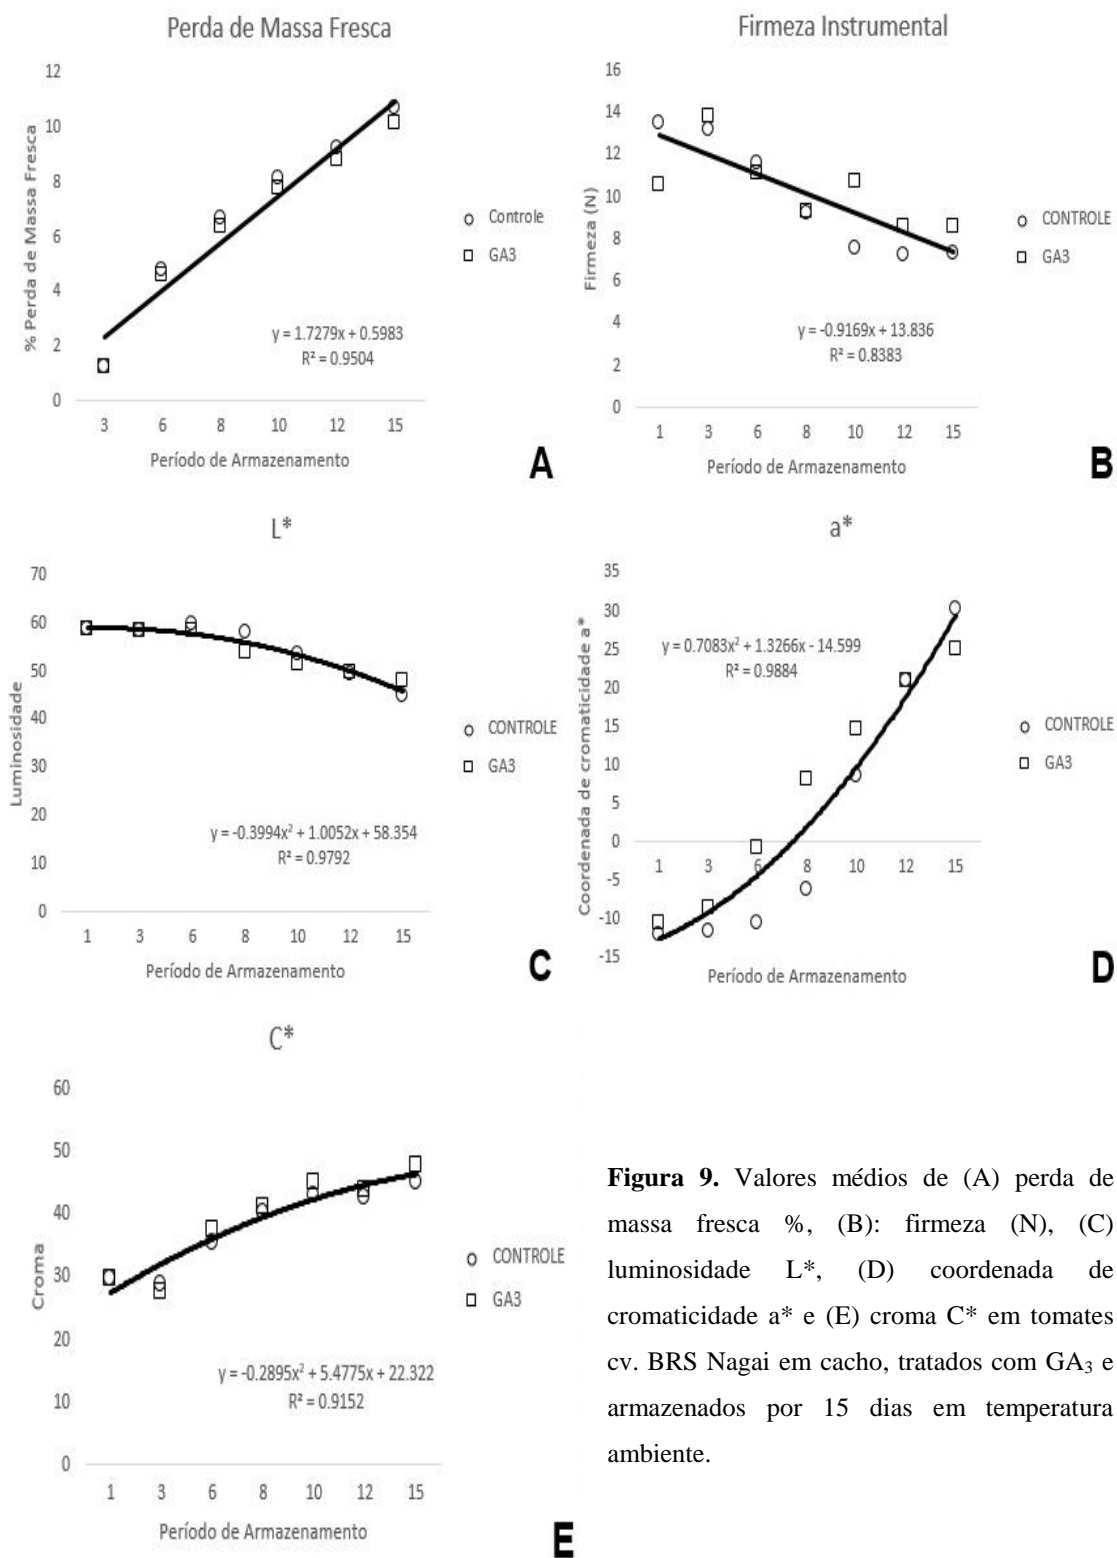 Perda de Massa Fresca
% Perda de Massa Fresca
12
10
8
6
4
2
0
3 6 8 10 12 15
Período de Armazenamento
Controle
GA3
y = 1.7279x + 0.5983
R² = 0.9504
A
Firmeza Instrumental
Firmeza (N)
16
14
12
10
8
6
4
2
0
1 3 6 8 10 12 15
Período de Armazenamento
CONTROLE
GA3
y = -0.9169x + 13.836
R² = 0.8383
B
L*
Luminosidade
70
60
50
40
30
20
10
0
1 3 6 8 10 12 15
Período de Armazenamento
CONTROLE
GA3
y = -0.3994x² + 1.0052x + 58.354
R² = 0.9792
C
a*
Coordenada de cromaticidade a*
35
30
25
20
15
10
5
0
-5
-10
-15
1 3 6 8 10 12 15
Período de Armazenamento
CONTROLE
GA3
y = 0.7083x² + 1.3266x - 14.599
R² = 0.9884
D
C*
Croma
60
50
40
30
20
10
0
1 3 6 8 10 12 15
Período de Armazenamento
CONTROLE
GA3
y = -0.2895x² + 5.4775x + 22.322
R² = 0.9152
E
Figura 9. Valores médios de (A) perda de
massa fresca %, (B): firmeza (N), (C)
luminosidade L*, (D) coordenada de
cromaticidade a* e (E) croma C* em tomates
cv. BRS Nagai em cacho, tratados com GA₃ e
armazenados por 15 dias em temperatura
ambiente.